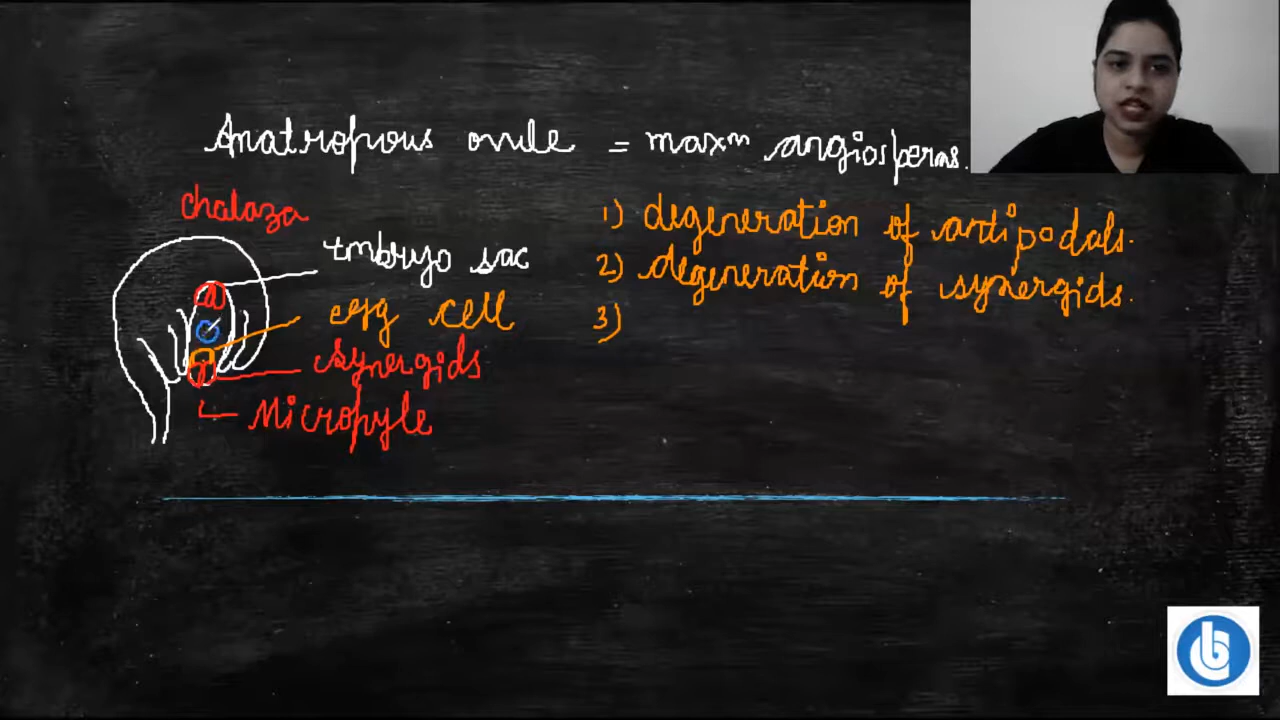 Anatropous ovule = maxm angiosperms.
Chalaza
Embryo sac
egg cell
Synergids
Micropyle
1) degeneration of antipodals.
2) degeneration of synergids.
3)